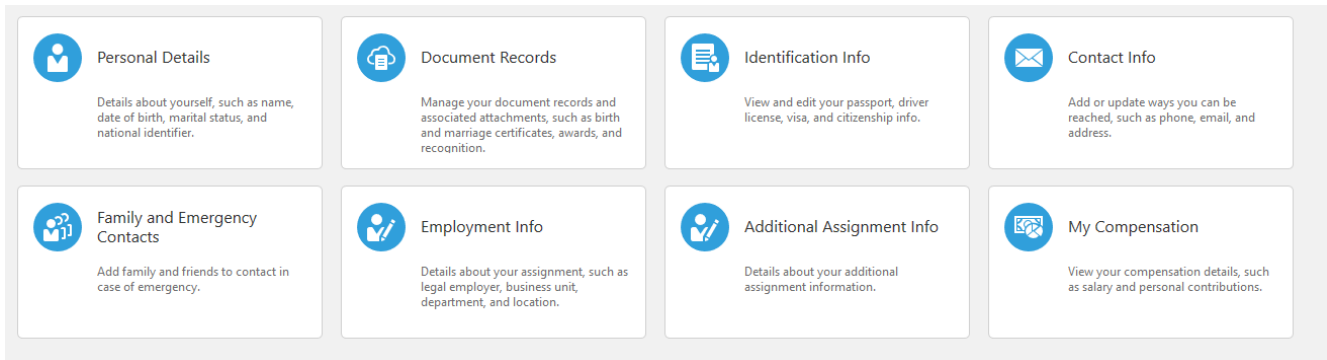 Personal Details
Details about yourself, such as name,
date of birth, marital status, and
national identifier.
Document Records
Manage your document records and
associated attachments, such as birth
and marriage certificates, awards, and
recognition.
Identification Info
View and edit your passport, driver
license, visa, and citizenship info.
Contact Info
Add or update ways you can be
reached, such as phone, email, and
address.
Family and Emergency
Contacts
Add family and friends to contact in
case of emergency.
Employment Info
Details about your assignment, such as
legal employer, business unit,
department, and location.
Additional Assignment Info
Details about your additional
assignment information.
My Compensation
View your compensation details, such
as salary and personal contributions.